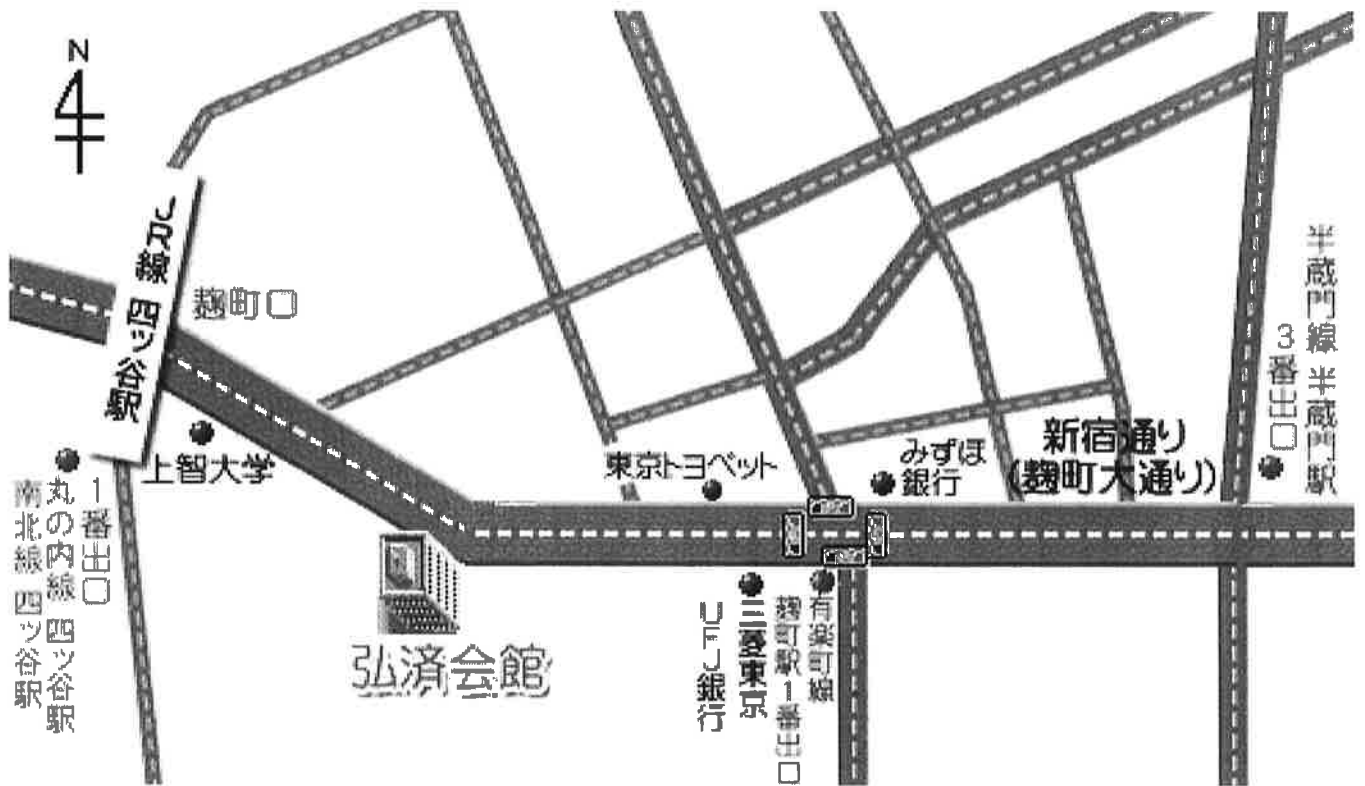 N
JR線 四ッ谷駅
麹町口
上智大学
1番出口
丸の内線 四ッ谷駅
南北線 四ッ谷駅
弘済会館
東京トヨペット
みずほ
銀行
新宿通り
(麹町大通り)
半蔵門線 半蔵門駅
3番出口
有楽町線
麹町駅1番出口
三菱東京
UFJ銀行